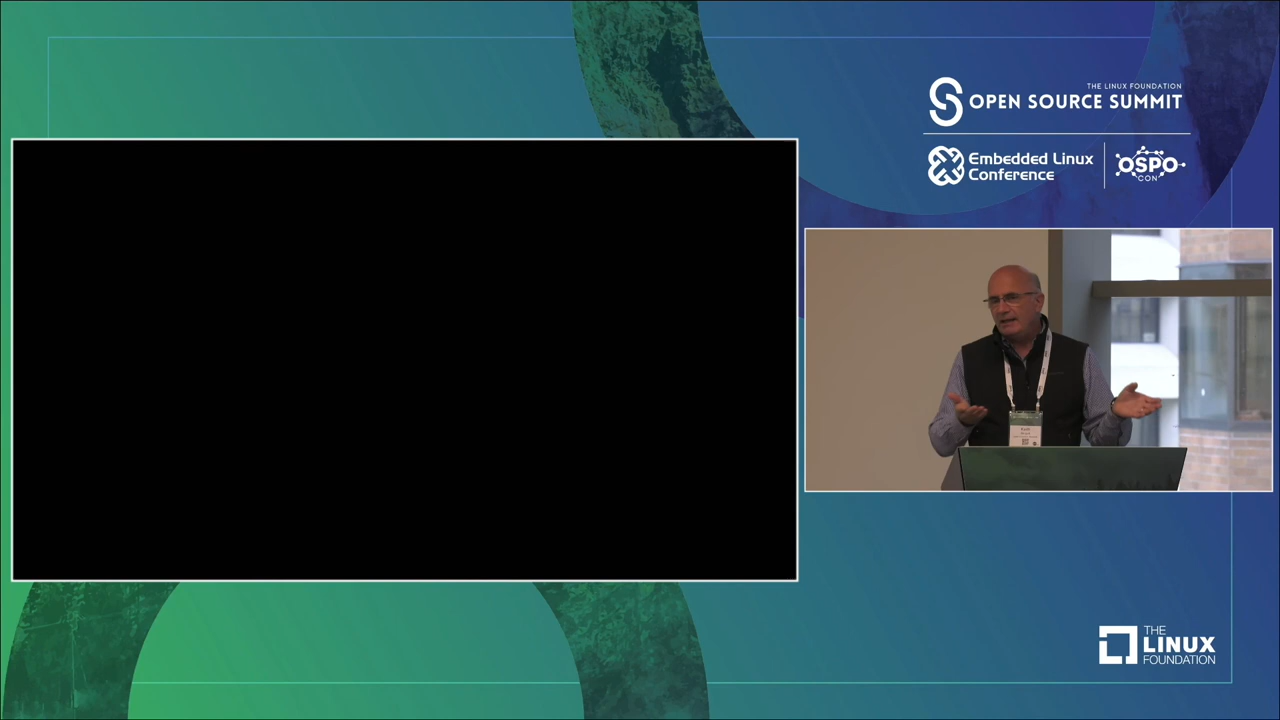 THE LINUX FOUNDATION
OPEN SOURCE SUMMIT
Embedded Linux
Conference
OSPO
CON
THE
LINUX
FOUNDATION